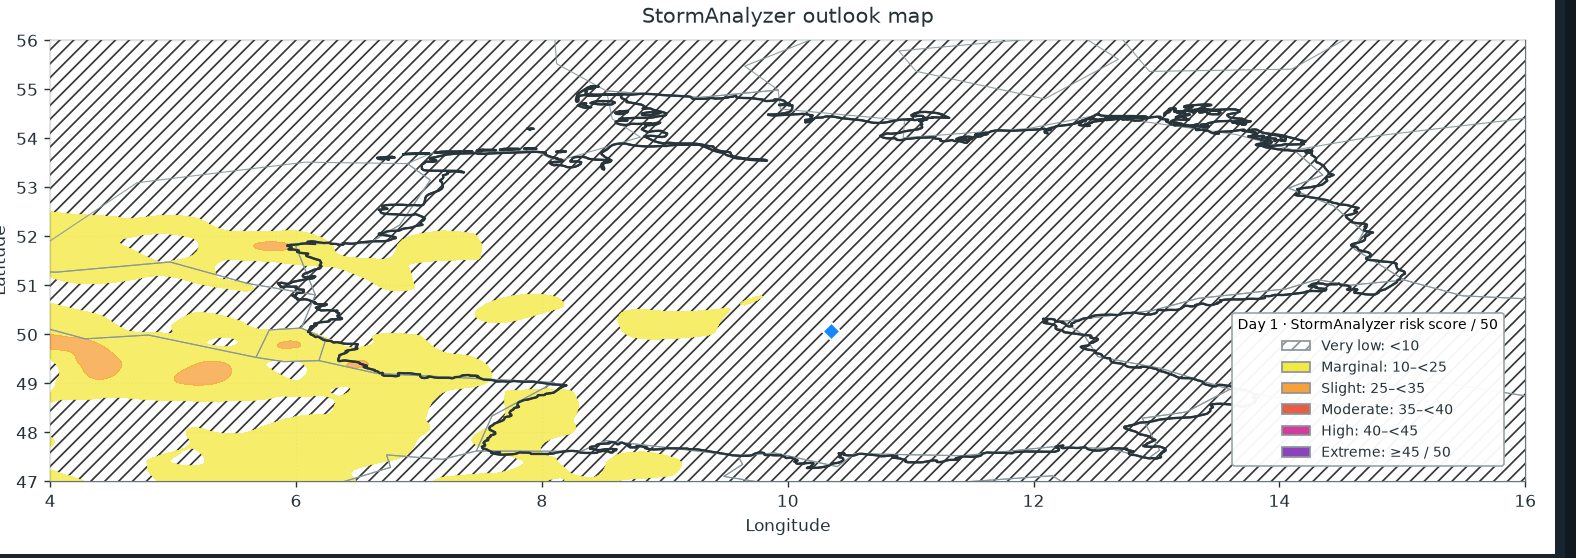 StormAnalyzer outlook map
56
55
54
53
52
51
50
49
48
47
Latitude
Day 1 · StormAnalyzer risk score / 50
Very low: <10
Marginal: 10–<25
Slight: 25–<35
Moderate: 35–<40
High: 40–<45
Extreme: ≥45 / 50
4 6 8 10 12 14 16
Longitude